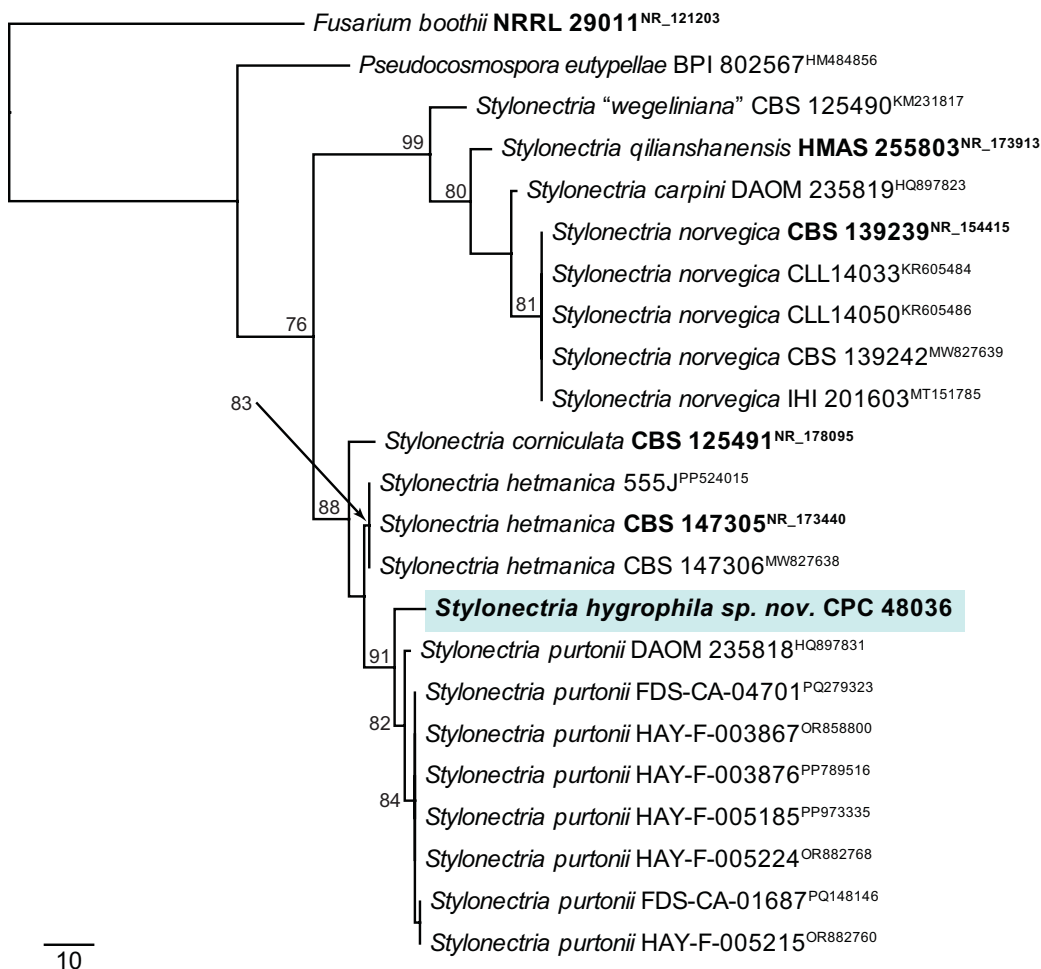 Fusarium boothii NRRL 29011NR_121203
Pseudocosmospora eutypellae BPI 802567HM484856
Stylonectria “wegeliniana” CBS 125490KM231817
99
Stylonectria qilianshanensis HMAS 255803NR_173913
80
Stylonectria carpini DAOM 235819HQ897823
Stylonectria norvegica CBS 139239NR_154415
Stylonectria norvegica CLL14033KR605484
81
Stylonectria norvegica CLL14050KR605486
76
Stylonectria norvegica CBS 139242MW827639
Stylonectria norvegica IHI 201603MT151785
83
Stylonectria corniculata CBS 125491NR_178095
Stylonectria hetmanica 555JPP524015
88
Stylonectria hetmanica CBS 147305NR_173440
Stylonectria hetmanica CBS 147306MW827638
Stylonectria hygrophila sp. nov. CPC 48036
91
Stylonectria purtonii DAOM 235818HQ897831
Stylonectria purtonii FDS-CA-04701PQ279323
82
Stylonectria purtonii HAY-F-003867OR858800
Stylonectria purtonii HAY-F-003876PP789516
84
Stylonectria purtonii HAY-F-005185PP973335
Stylonectria purtonii HAY-F-005224OR882768
Stylonectria purtonii FDS-CA-01687PQ148146
Stylonectria purtonii HAY-F-005215OR882760
10